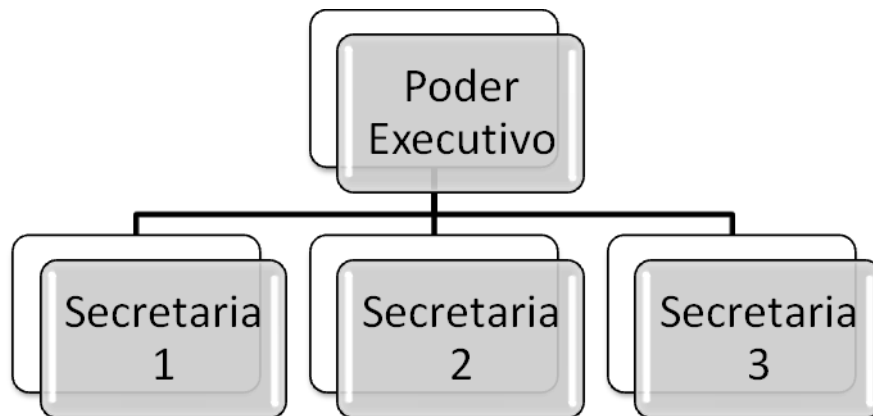 Poder
Executivo
Secretaria
1
Secretaria
2
Secretaria
3